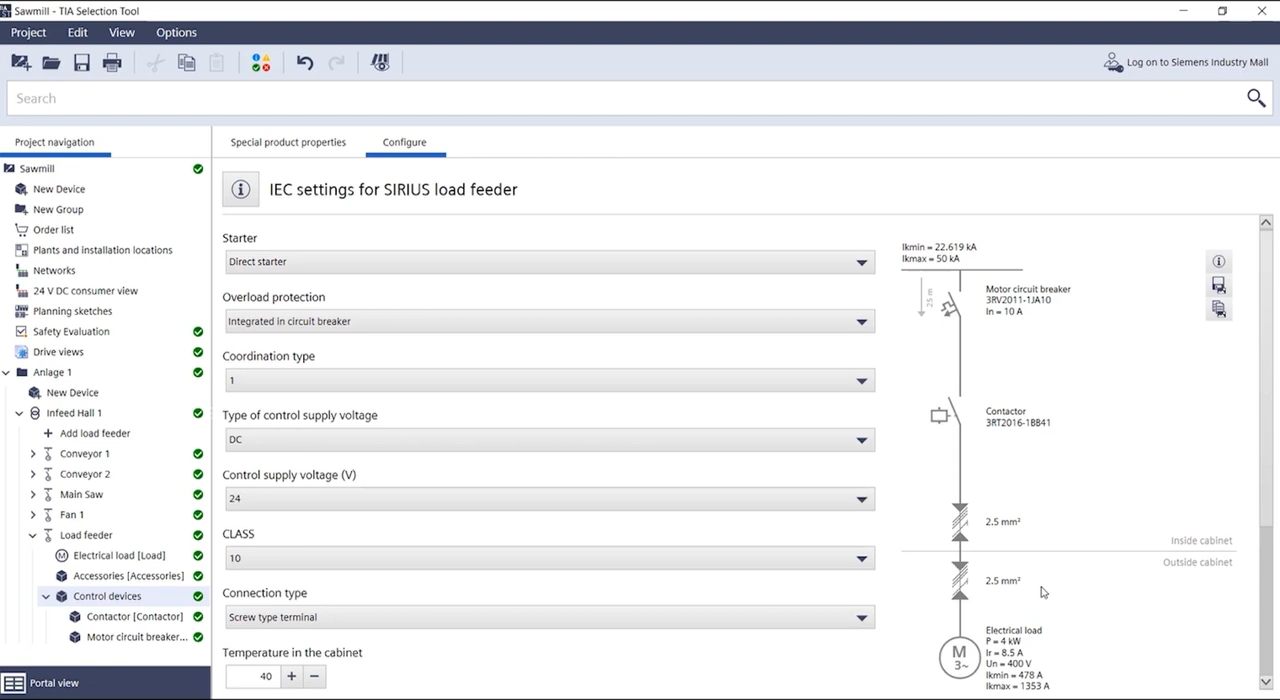 Sawmill - TIA Selection Tool
Project Edit View Options
Log on to Siemens Industry Mall
Search
Project navigation
Sawmill
New Device
New Group
Order list
Plants and installation locations
Networks
24 V DC consumer view
Planning sketches
Safety Evaluation
Drive views
Anlage 1
New Device
Infeed Hall 1
Add load feeder
Conveyor 1
Conveyor 2
Main Saw
Fan 1
Load feeder
Electrical load [Load]
Accessories [Accessories]
Control devices
Contactor [Contactor]
Motor circuit breaker...
Portal view
Special product properties Configure
IEC settings for SIRIUS load feeder
Starter
Direct starter
Overload protection
Integrated in circuit breaker
Coordination type
1
Type of control supply voltage
DC
Control supply voltage (V)
24
CLASS
10
Connection type
Screw type terminal
Temperature in the cabinet
40 + −
Ikmin = 22.619 kA
Ikmax = 50 kA
25 m
Motor circuit breaker
3RV2011-1JA10
In = 10 A
Contactor
3RT2016-1BB41
2.5 mm²
Inside cabinet
Outside cabinet
2.5 mm²
M
3~
Electrical load
P = 4 kW
Ir = 8.5 A
Un = 400 V
Ikmin = 478 A
Ikmax = 1353 A